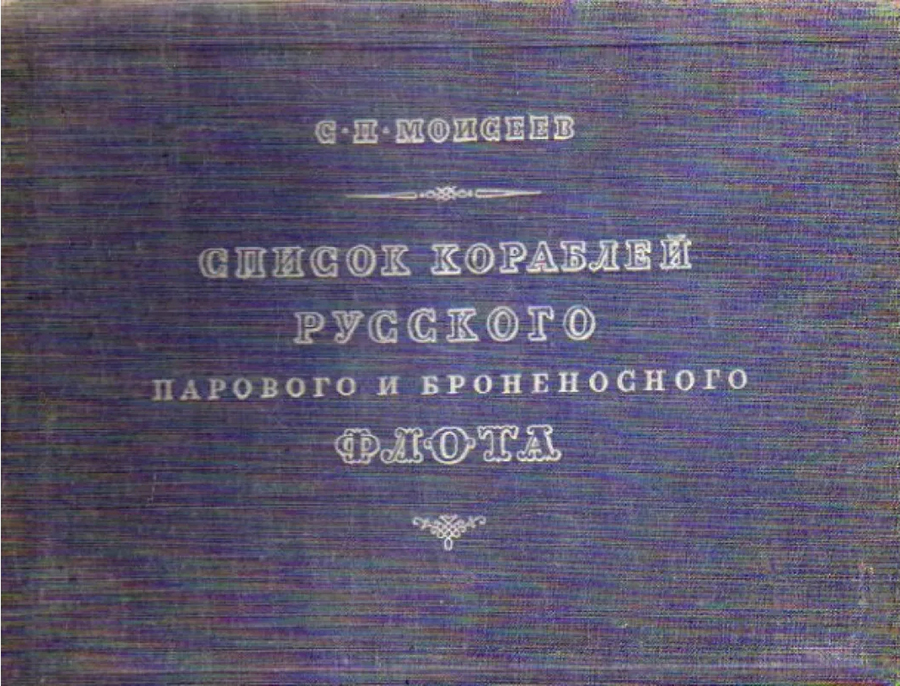 С·П·МОИСЕЕВ
СПИСОК КОРАБЛЕЙ
РУССКОГО
ПАРОВОГО И БРОНЕНОСНОГО
ФЛОТА